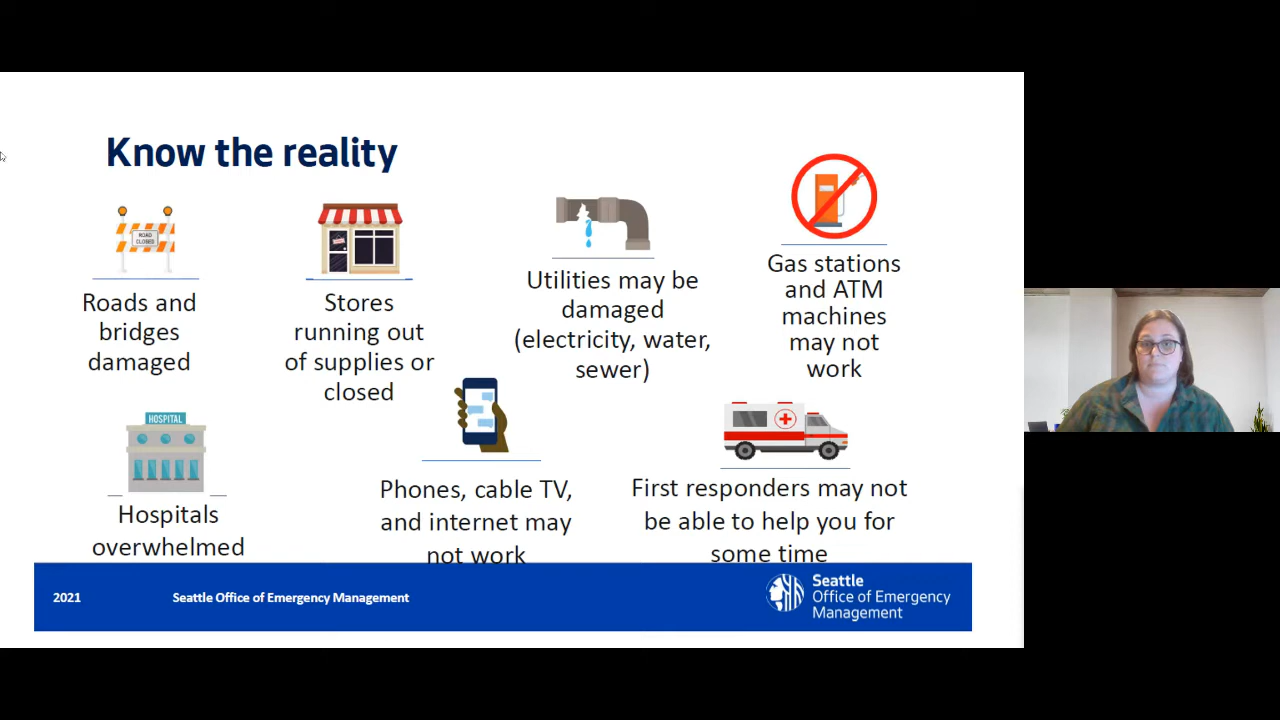 Know the reality
ROAD
CLOSED
Roads and
bridges
damaged
Stores
running out
of supplies or
closed
Utilities may be
damaged
(electricity, water,
sewer)
Gas stations
and ATM
machines
may not
work
HOSPITAL
Hospitals
overwhelmed
Phones, cable TV,
and internet may
not work
First responders may not
be able to help you for
some time
2021
Seattle Office of Emergency Management
Seattle
Office of Emergency
Management